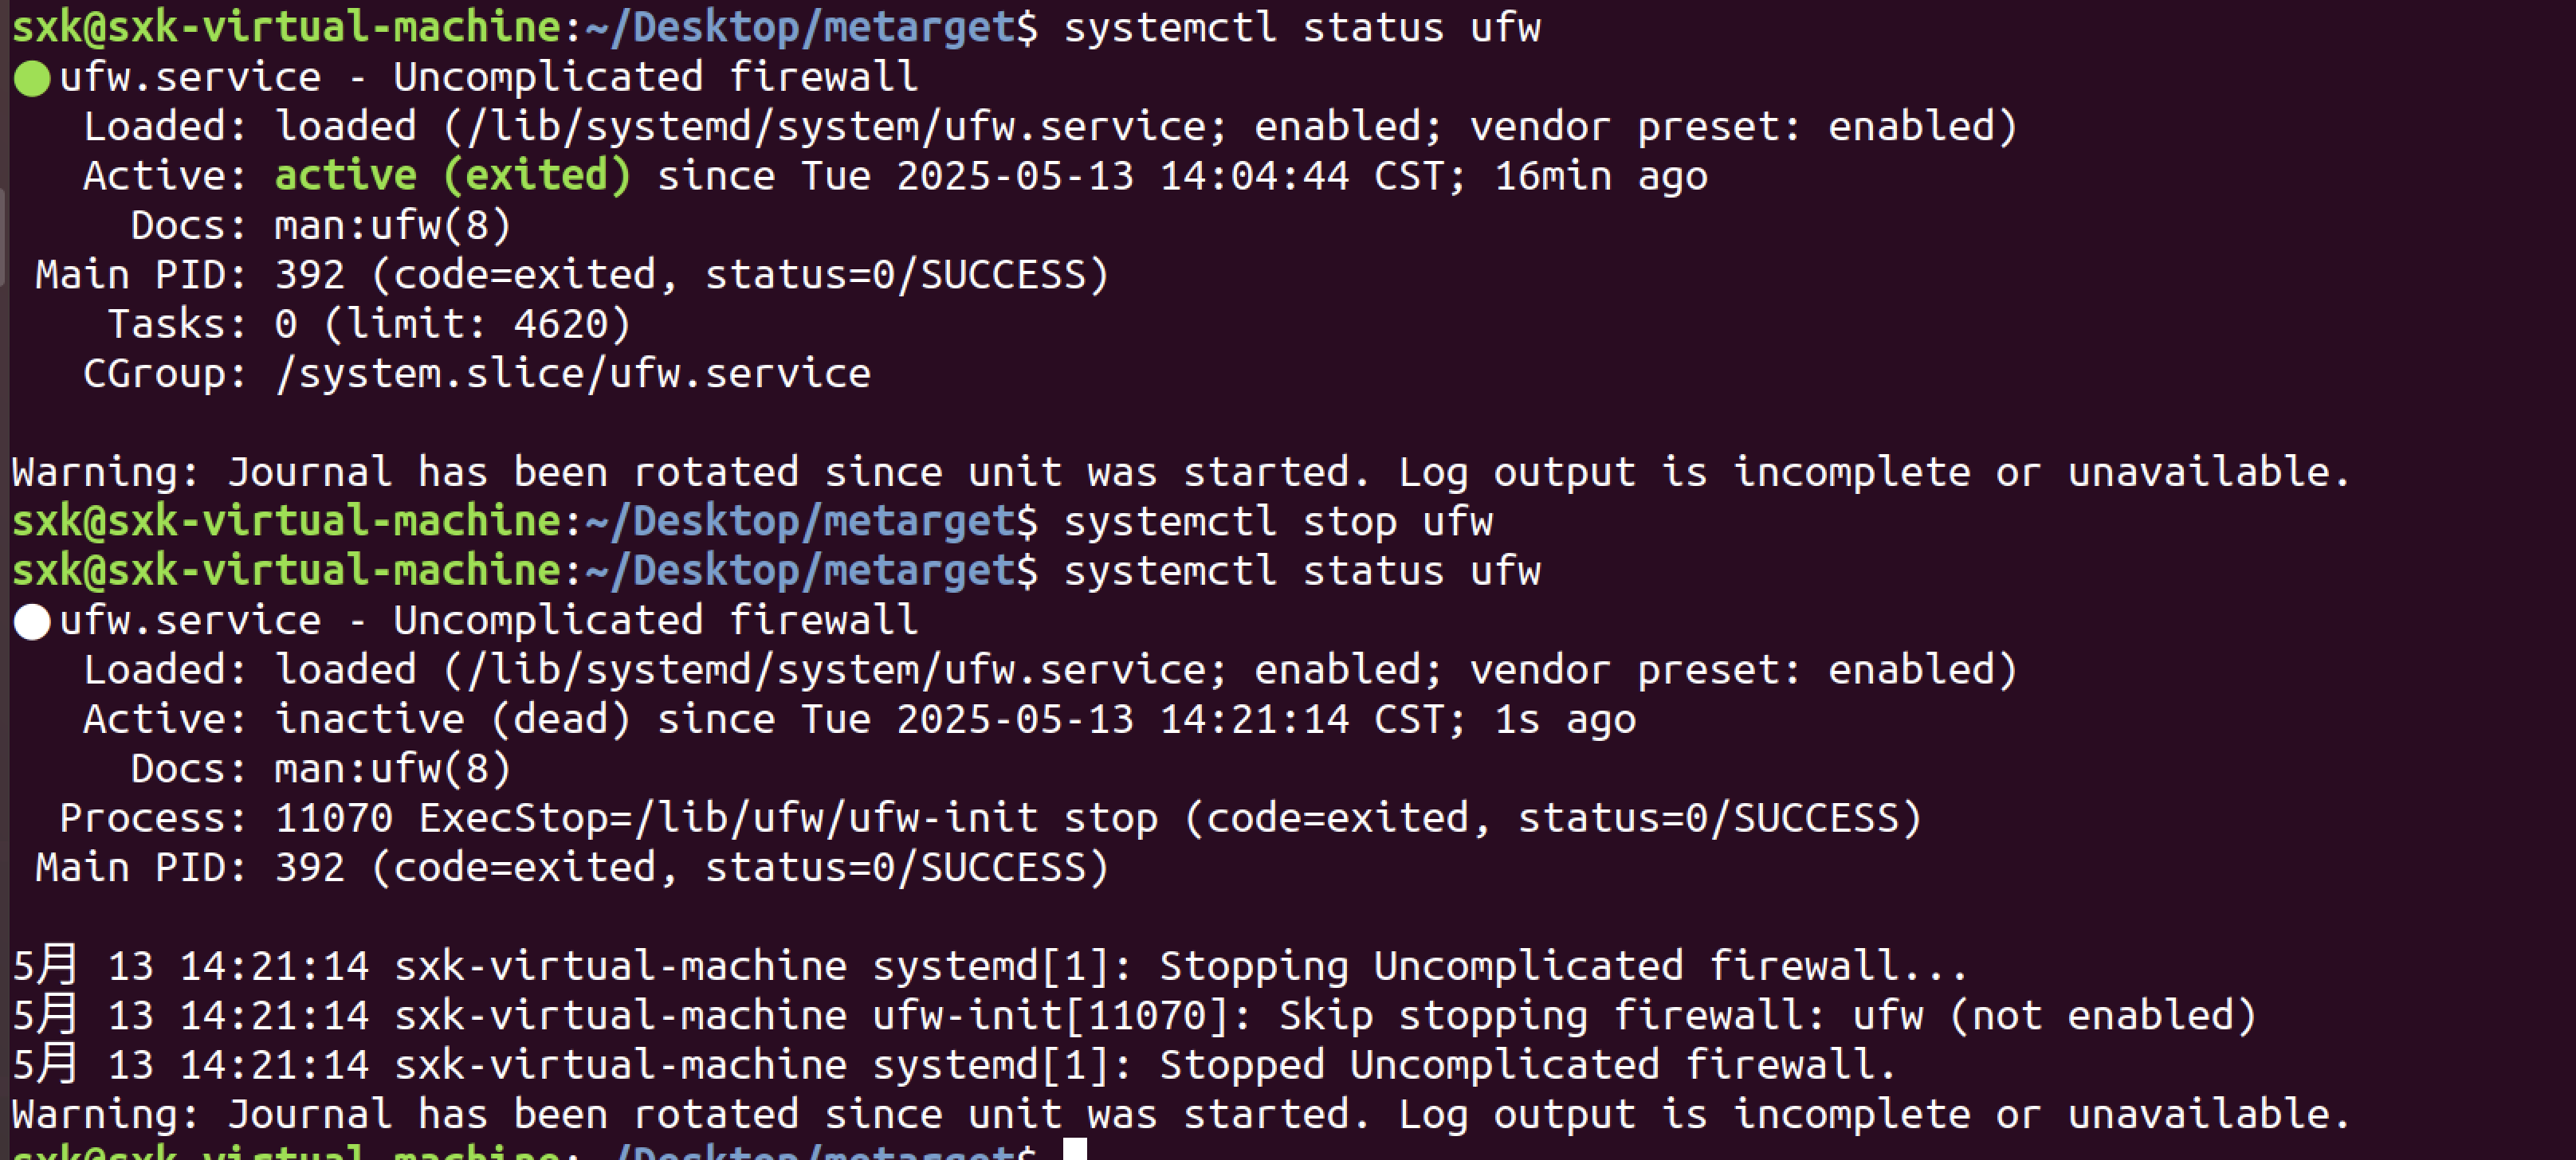 sxk@sxk-virtual-machine:~/Desktop/metarget$ systemctl status ufw
●ufw.service - Uncomplicated firewall
   Loaded: loaded (/lib/systemd/system/ufw.service; enabled; vendor preset: enabled)
   Active: active (exited) since Tue 2025-05-13 14:04:44 CST; 16min ago
     Docs: man:ufw(8)
 Main PID: 392 (code=exited, status=0/SUCCESS)
    Tasks: 0 (limit: 4620)
   CGroup: /system.slice/ufw.service

Warning: Journal has been rotated since unit was started. Log output is incomplete or unavailable.
sxk@sxk-virtual-machine:~/Desktop/metarget$ systemctl stop ufw
sxk@sxk-virtual-machine:~/Desktop/metarget$ systemctl status ufw
●ufw.service - Uncomplicated firewall
   Loaded: loaded (/lib/systemd/system/ufw.service; enabled; vendor preset: enabled)
   Active: inactive (dead) since Tue 2025-05-13 14:21:14 CST; 1s ago
     Docs: man:ufw(8)
  Process: 11070 ExecStop=/lib/ufw/ufw-init stop (code=exited, status=0/SUCCESS)
 Main PID: 392 (code=exited, status=0/SUCCESS)

5月 13 14:21:14 sxk-virtual-machine systemd[1]: Stopping Uncomplicated firewall...
5月 13 14:21:14 sxk-virtual-machine ufw-init[11070]: Skip stopping firewall: ufw (not enabled)
5月 13 14:21:14 sxk-virtual-machine systemd[1]: Stopped Uncomplicated firewall.
Warning: Journal has been rotated since unit was started. Log output is incomplete or unavailable.
sxk@sxk-virtual-machine:~/Desktop/metarget$